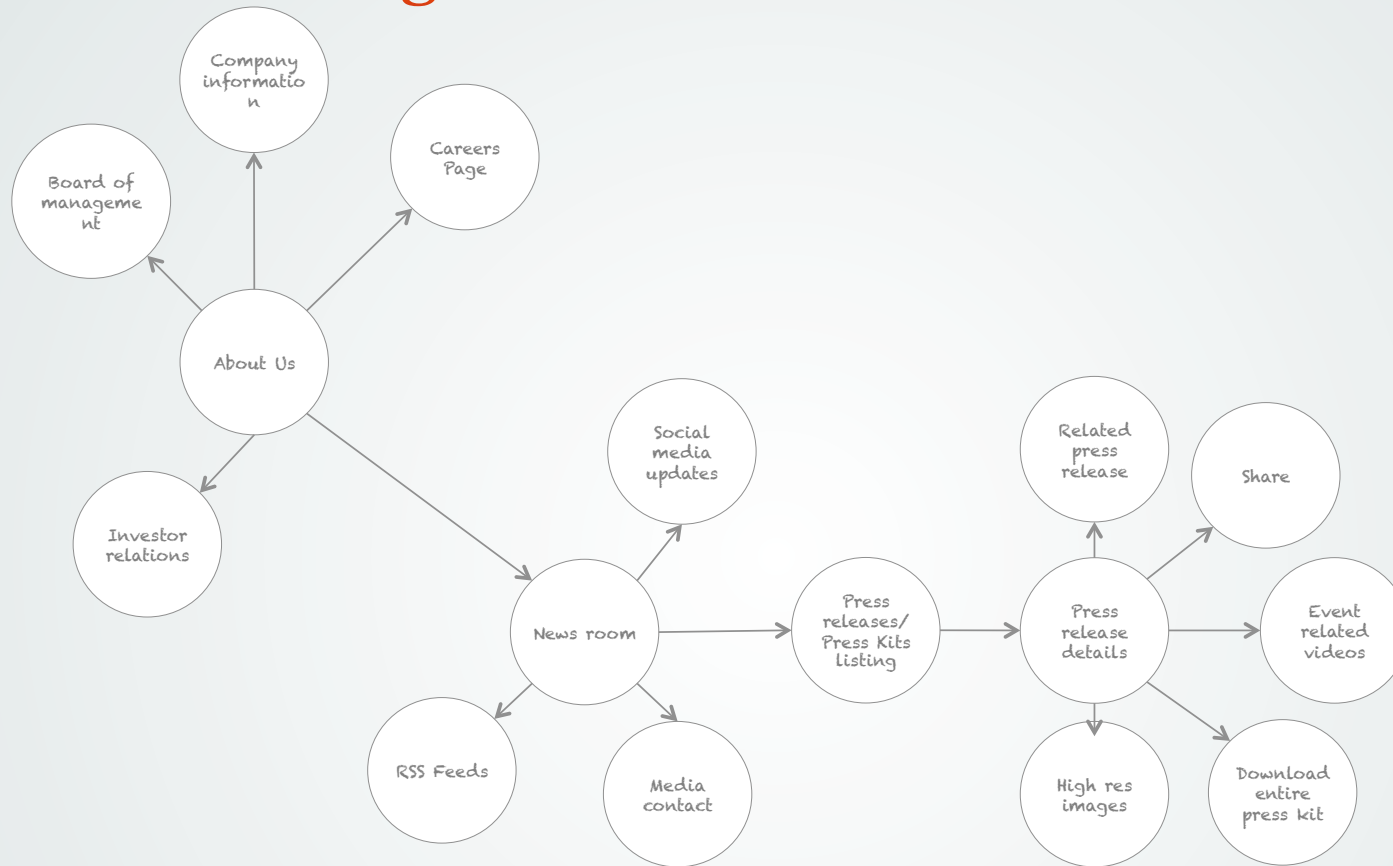 Company
informatio
n
Careers
Page
Board of
manageme
nt
About Us
Investor
relations
Social
media
updates
News room
RSS Feeds
Media
contact
Press
releases/
Press Kits
listing
Related
press
release
Share
Press
release
details
Event
related
videos
High res
images
Download
entire
press kit